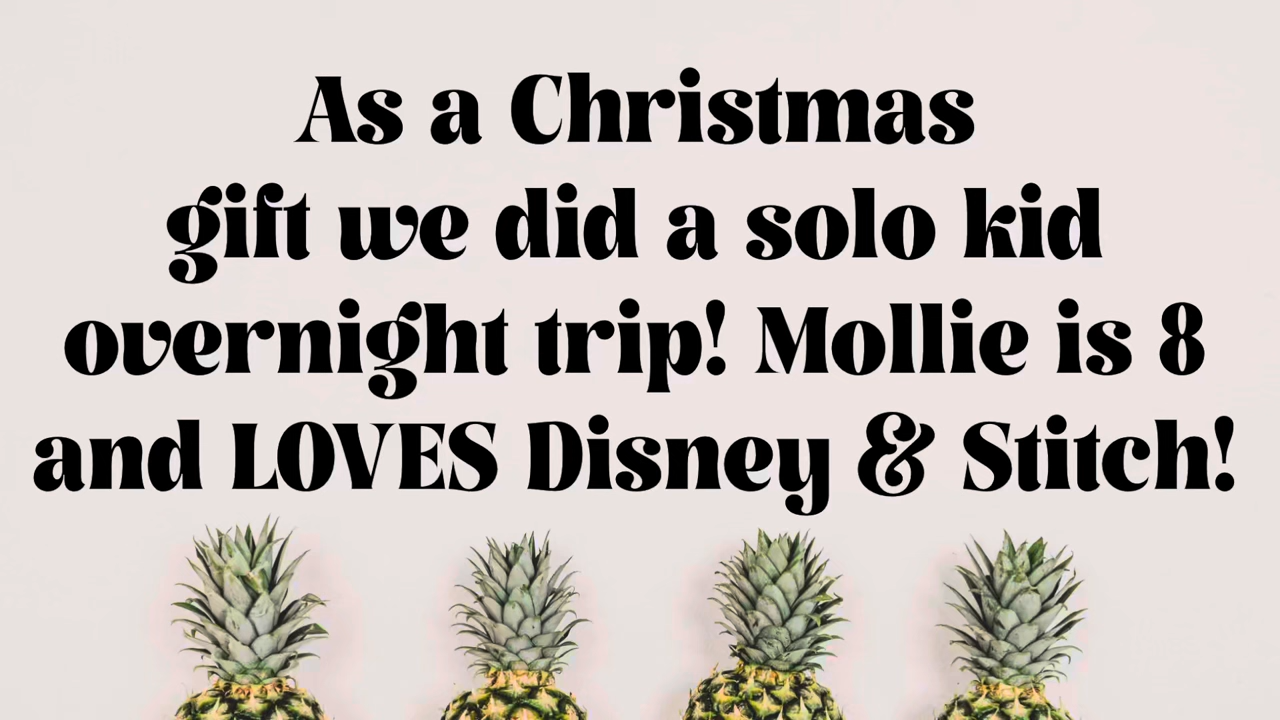 As a Christmas
gift we did a solo kid
overnight trip! Mollie is 8
and LOVES Disney & Stitch!